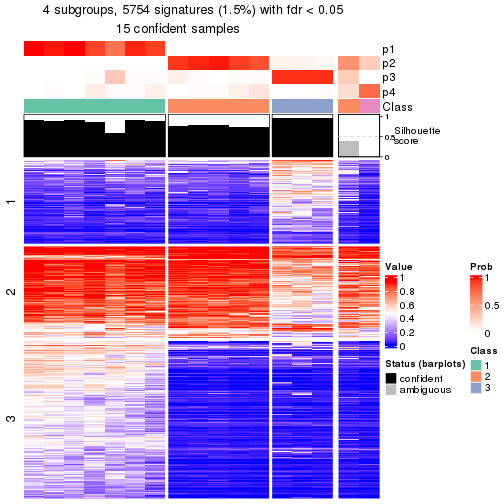 4 subgroups, 5754 signatures (1.5%) with fdr < 0.05
15 confident samples
p1
p2
p3
p4
Class
1
0.5
0
Silhouette
score
1
2
3
Value
1
0.8
0.6
0.4
0.2
0
Prob
1
0.5
0
Status (barplots)
confident
ambiguous
Class
1
2
3